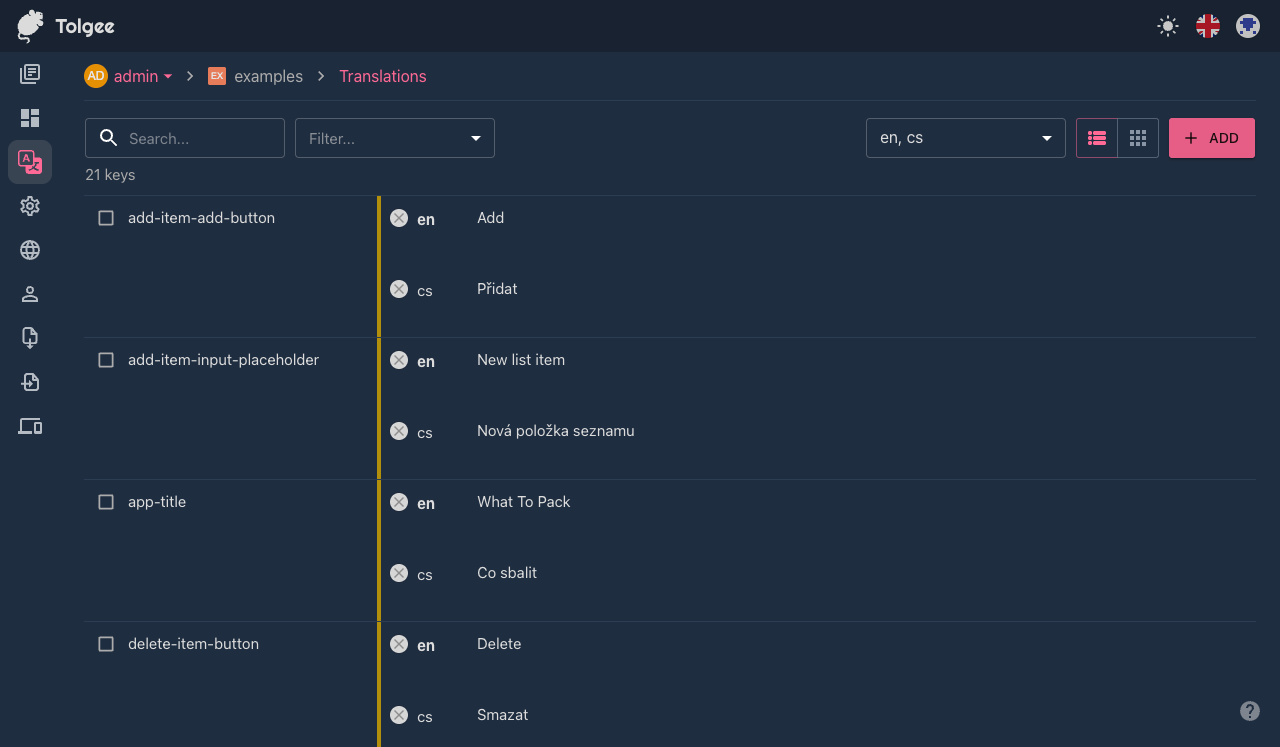 Tolgee
AD admin EX examples Translations
Search... Filter... en, cs ADD
21 keys
add-item-add-button en Add
cs Přidat
add-item-input-placeholder en New list item
cs Nová položka seznamu
app-title en What To Pack
cs Co sbalit
delete-item-button en Delete
cs Smazat